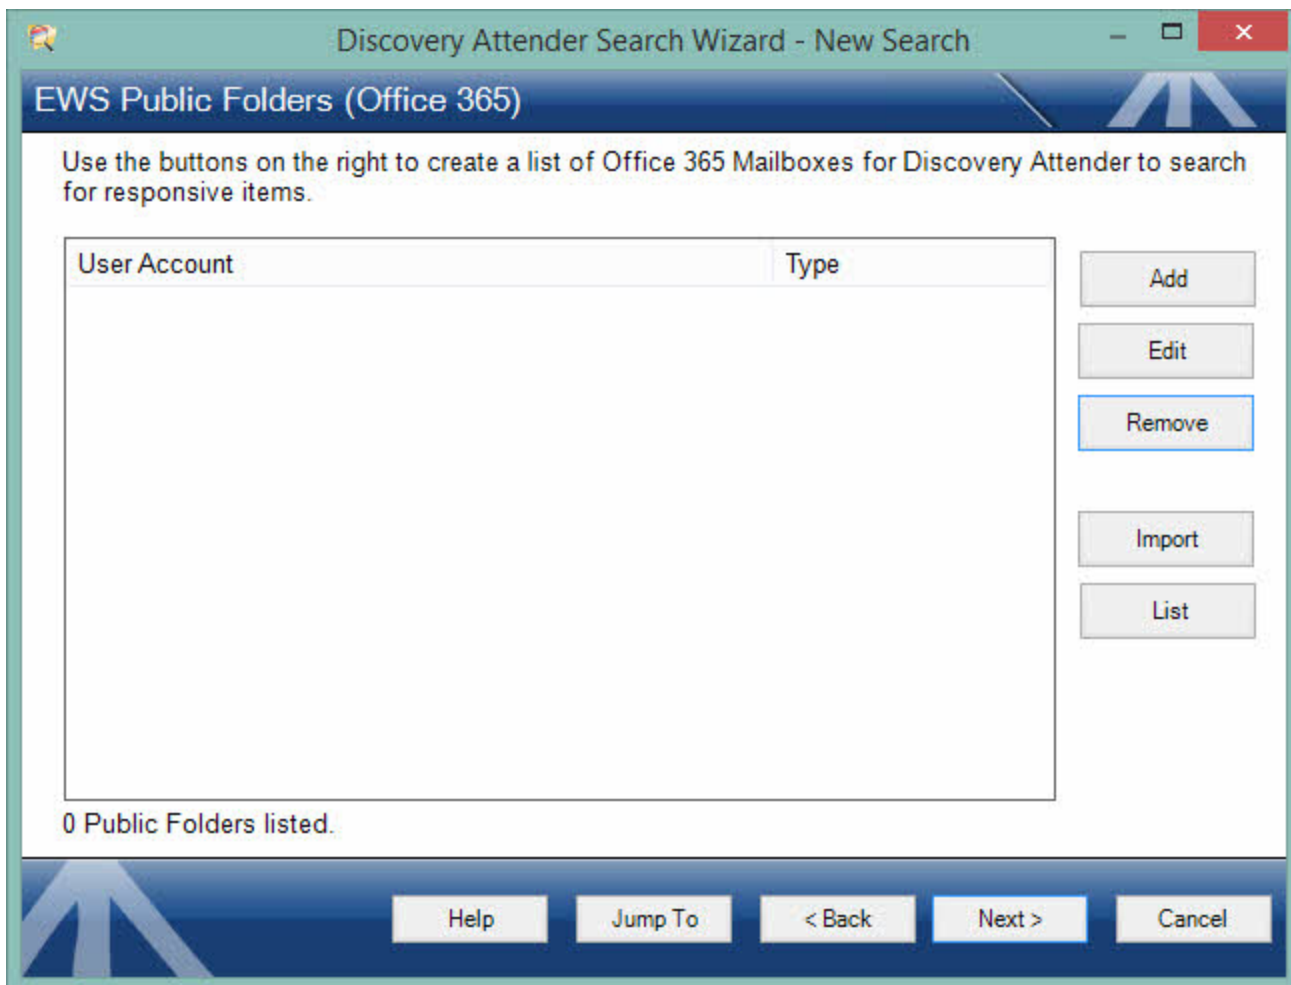 Discovery Attender Search Wizard - New Search
EWS Public Folders (Office 365)
Use the buttons on the right to create a list of Office 365 Mailboxes for Discovery Attender to search
for responsive items.
User Account Type
Add
Edit
Remove
Import
List
0 Public Folders listed.
Help Jump To < Back Next > Cancel